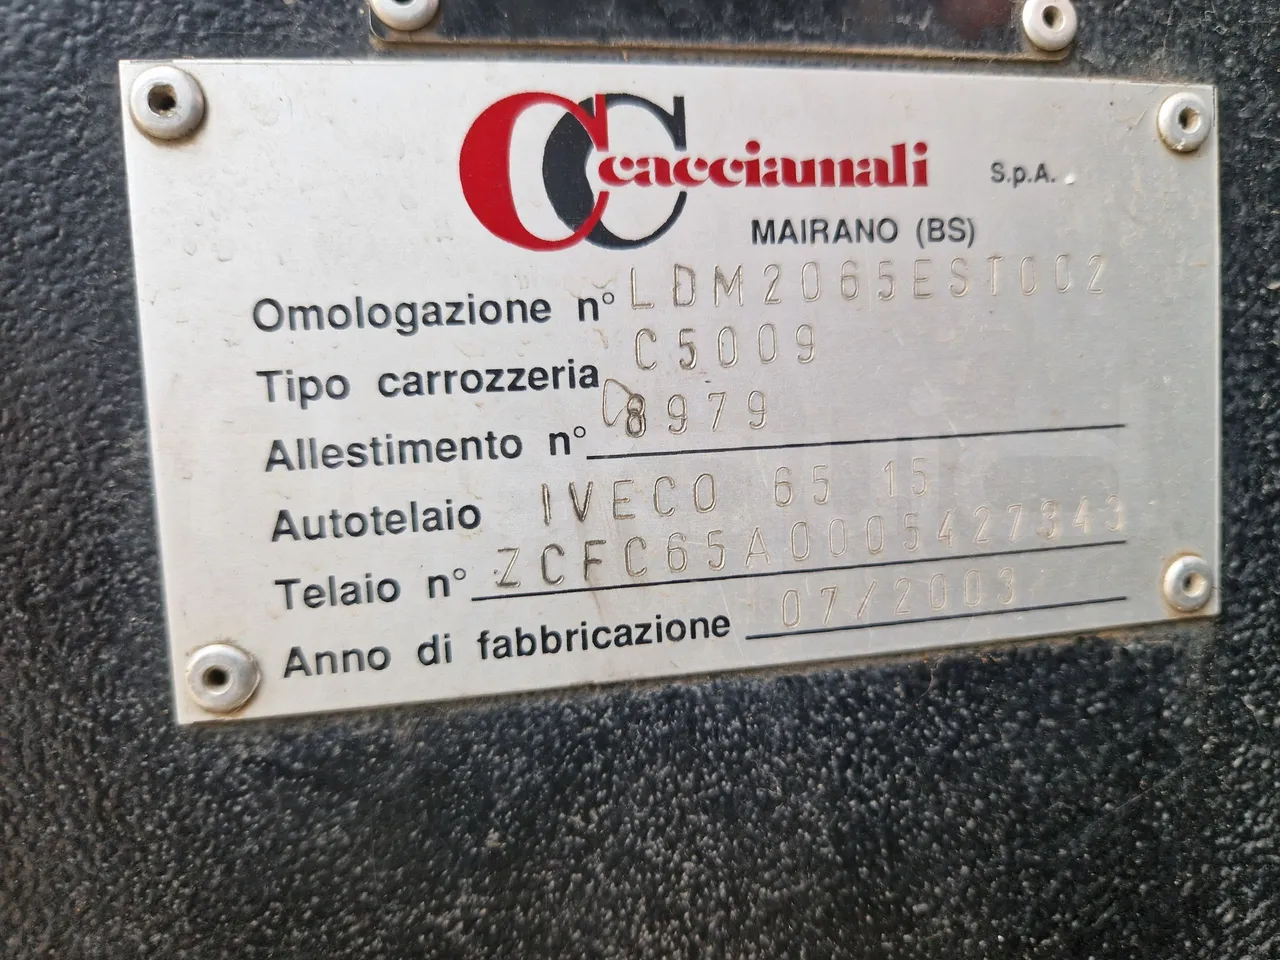 cacciamali S.p.A.
MAIRANO (BS)
Omologazione n° LDM2065EST002
Tipo carrozzeria C5009
Allestimento n° 8979
Autotelaio IVECO 65 15
Telaio n° ZCFC65A0005427343
Anno di fabbricazione 07/2003